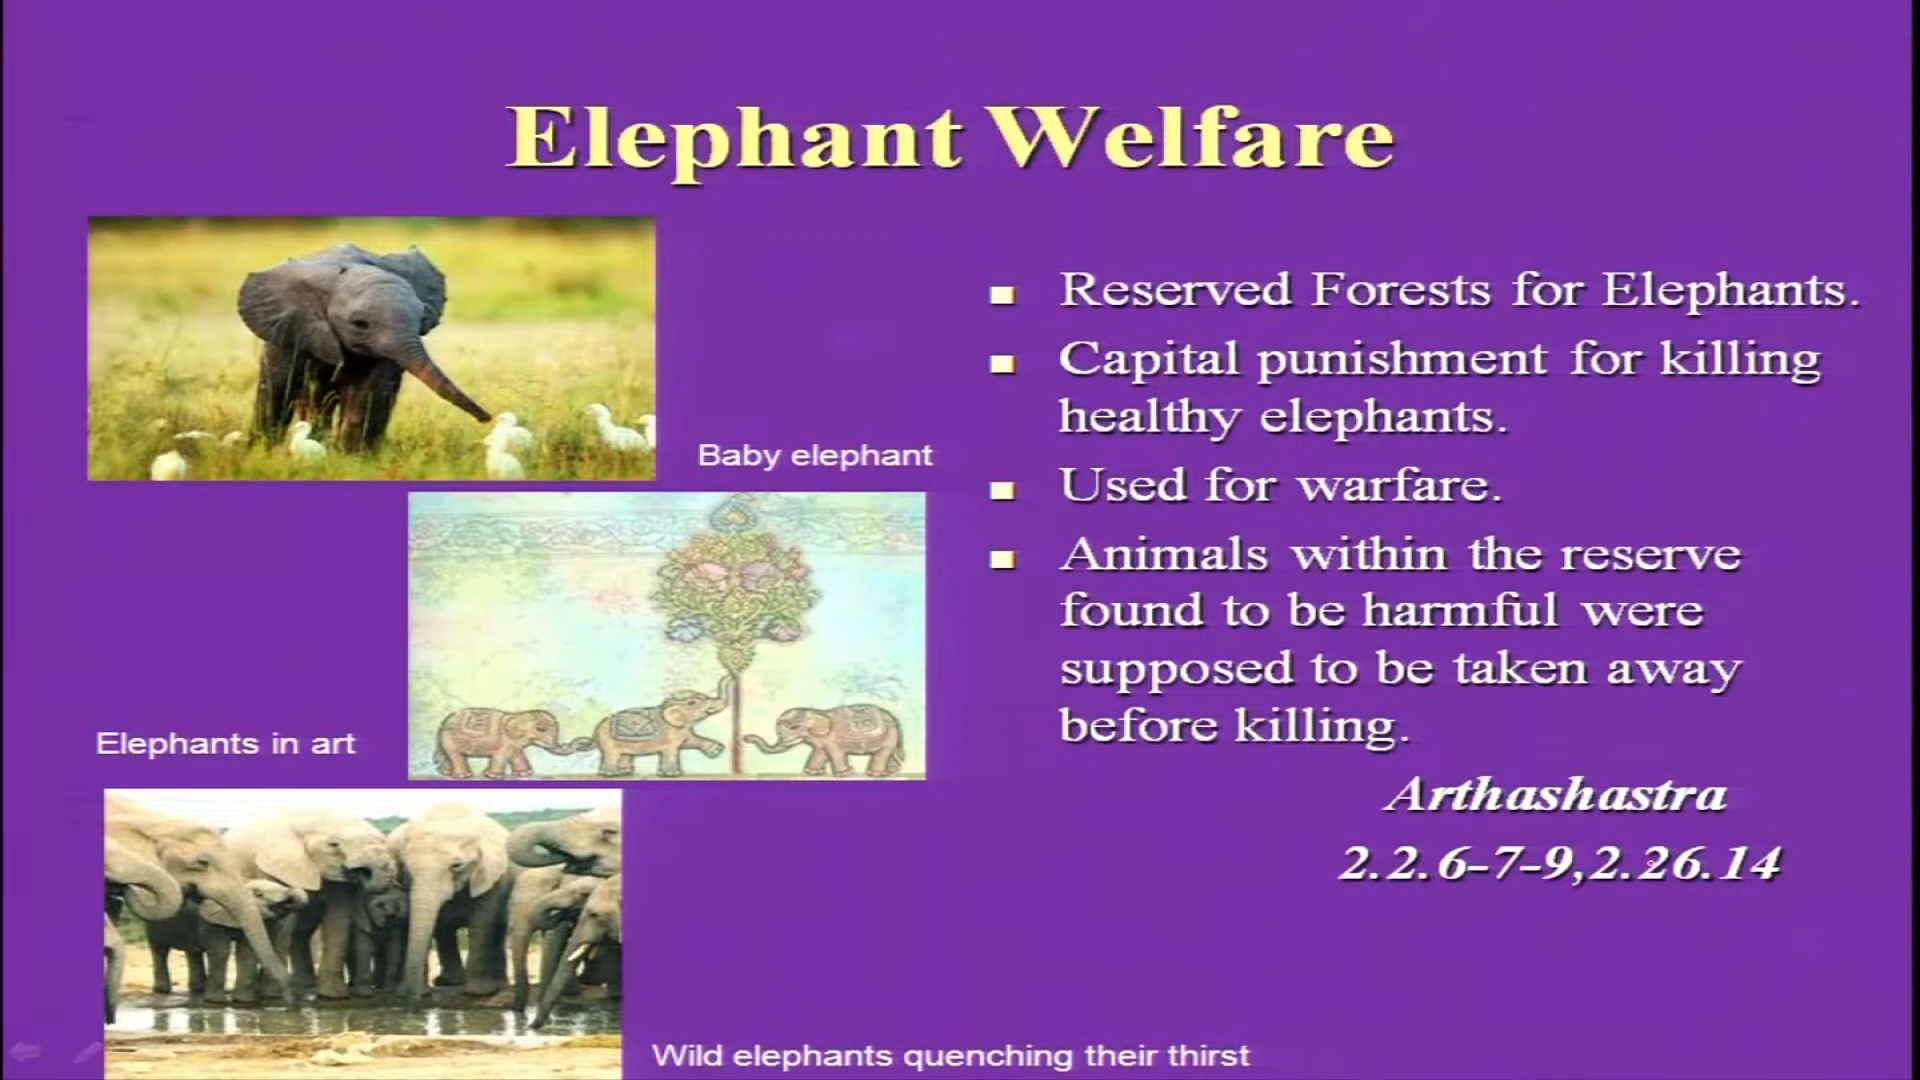 Elephant Welfare
Baby elephant
Elephants in art
Wild elephants quenching their thirst
Reserved Forests for Elephants.
Capital punishment for killing
healthy elephants.
Used for warfare.
Animals within the reserve
found to be harmful were
supposed to be taken away
before killing.
Arthashastra
2.2.6-7-9,2.26.14